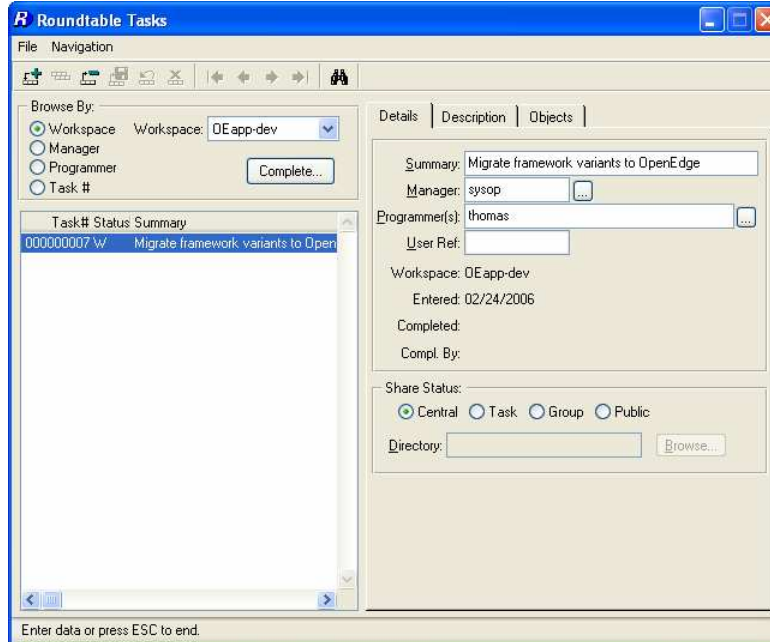 R Roundtable Tasks
File Navigation
Browse By:
Workspace Workspace: OEapp-dev
Manager
Programmer Complete...
Task #
Task# Status Summary
000000007 W Migrate framework variants to Open
Details Description Objects
Summary: Migrate framework variants to OpenEdge
Manager: sysop ...
Programmer(s): thomas ...
User Ref:
Workspace: OEapp-dev
Entered: 02/24/2006
Completed:
Compl. By:
Share Status:
Central Task Group Public
Directory: Browse...
Enter data or press ESC to end.